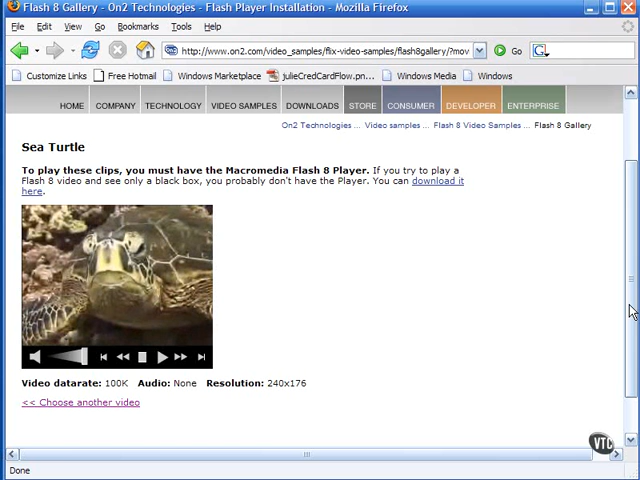 Flash 8 Gallery - On2 Technologies - Flash Player Installation - Mozilla Firefox
File Edit View Go Bookmarks Tools Help
http://www.on2.com/video_samples/flix-video-samples/flash8gallery/?mov Go G
Customize Links Free Hotmail Windows Marketplace julieCredCardFlow.pn... Windows Media Windows
HOME COMPANY TECHNOLOGY VIDEO SAMPLES DOWNLOADS STORE CONSUMER DEVELOPER ENTERPRISE
On2 Technologies ... Video samples ... Flash 8 Video Samples ... Flash 8 Gallery
Sea Turtle
To play these clips, you must have the Macromedia Flash 8 Player. If you try to play a
Flash 8 video and see only a black box, you probably don't have the Player. You can download it
here.
Video datarate: 100K Audio: None Resolution: 240x176
<< Choose another video
VTC
Done